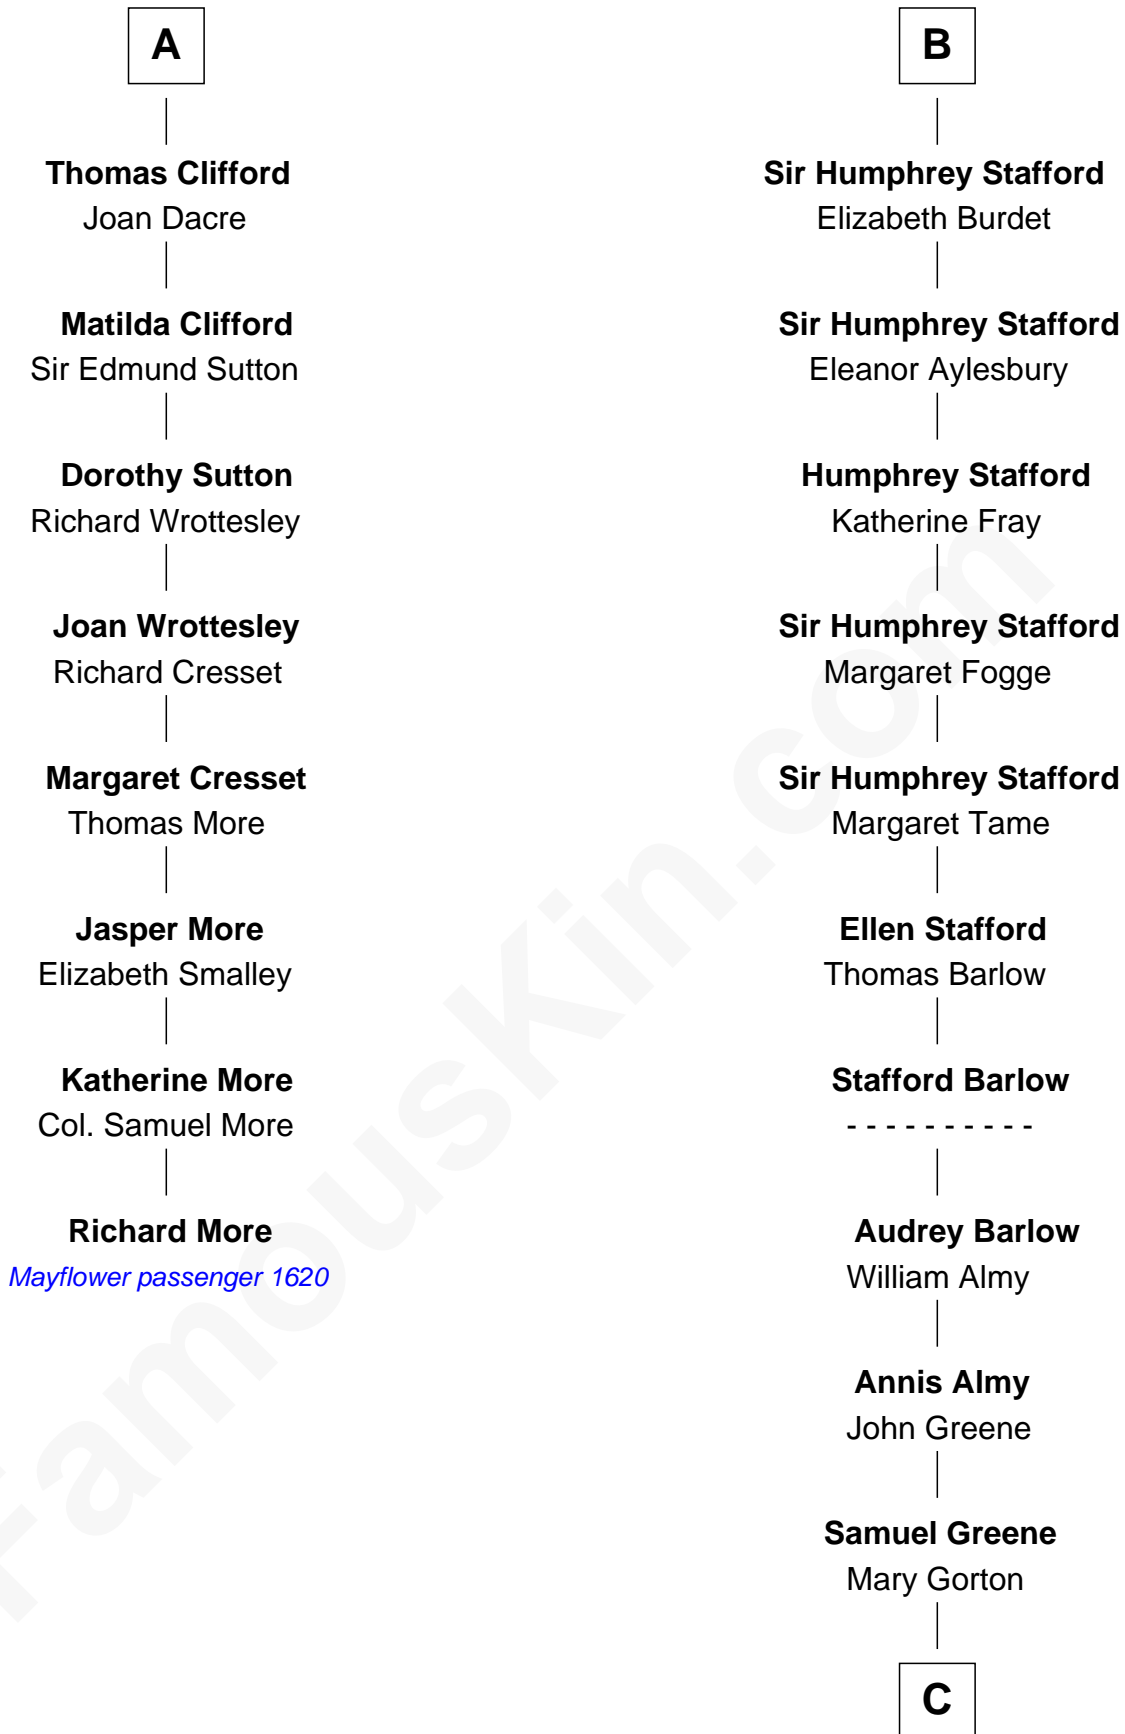 A
Thomas Clifford
Joan Dacre
Matilda Clifford
Sir Edmund Sutton
Dorothy Sutton
Richard Wrottesley
Joan Wrottesley
Richard Cresset
Margaret Cresset
Thomas More
Jasper More
Elizabeth Smalley
Katherine More
Col. Samuel More
Richard More
Mayflower passenger 1620
B
Sir Humphrey Stafford
Elizabeth Burdet
Sir Humphrey Stafford
Eleanor Aylesbury
Humphrey Stafford
Katherine Fray
Sir Humphrey Stafford
Margaret Fogge
Sir Humphrey Stafford
Margaret Tame
Ellen Stafford
Thomas Barlow
Stafford Barlow
- - - - - - - - - -
Audrey Barlow
William Almy
Annis Almy
John Greene
Samuel Greene
Mary Gorton
C
FamousKin.com